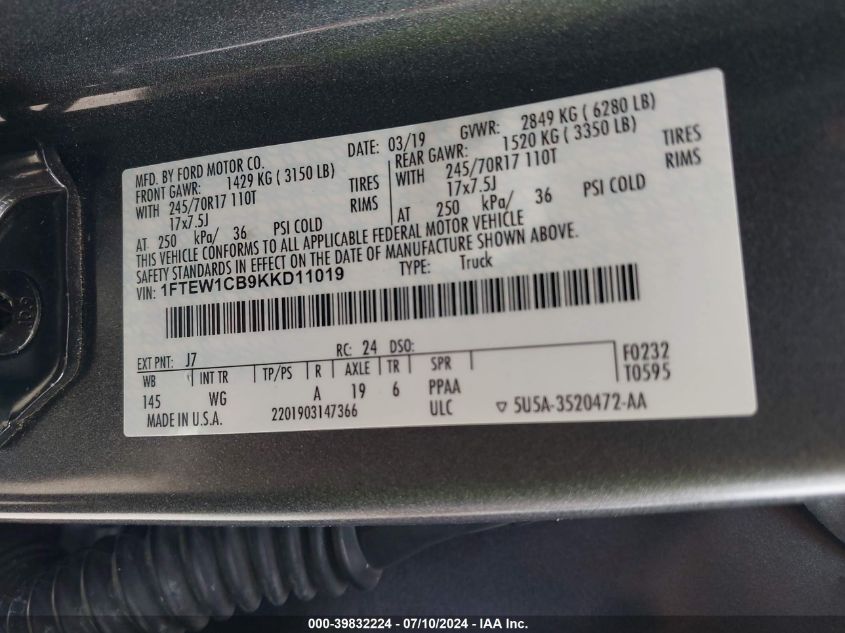 MFD. BY FORD MOTOR CO.
DATE: 03/19
GVWR: 2849 KG ( 6280 LB)
FRONT GAWR: 1429 KG ( 3150 LB)
REAR GAWR: 1520 KG ( 3350 LB)
WITH 245/70R17 110T TIRES
WITH 245/70R17 110T TIRES
17x7.5J RIMS
17x7.5J RIMS
AT 250 kPa/ 36 PSI COLD
AT 250 kPa/ 36 PSI COLD
THIS VEHICLE CONFORMS TO ALL APPLICABLE FEDERAL MOTOR VEHICLE
SAFETY STANDARDS IN EFFECT ON THE DATE OF MANUFACTURE SHOWN ABOVE.
VIN: 1FTEW1CB9KKD11019
TYPE: Truck
EXT PNT: J7 RC: 24 DSO:
WB INT TR TP/PS R AXLE TR SPR
145 WG A 19 6 PPAA
F0232
T0595
MADE IN U.S.A. 2201903147366 ULC
5U5A-3520472-AA
000-39832224 - 07/10/2024 - IAA Inc.